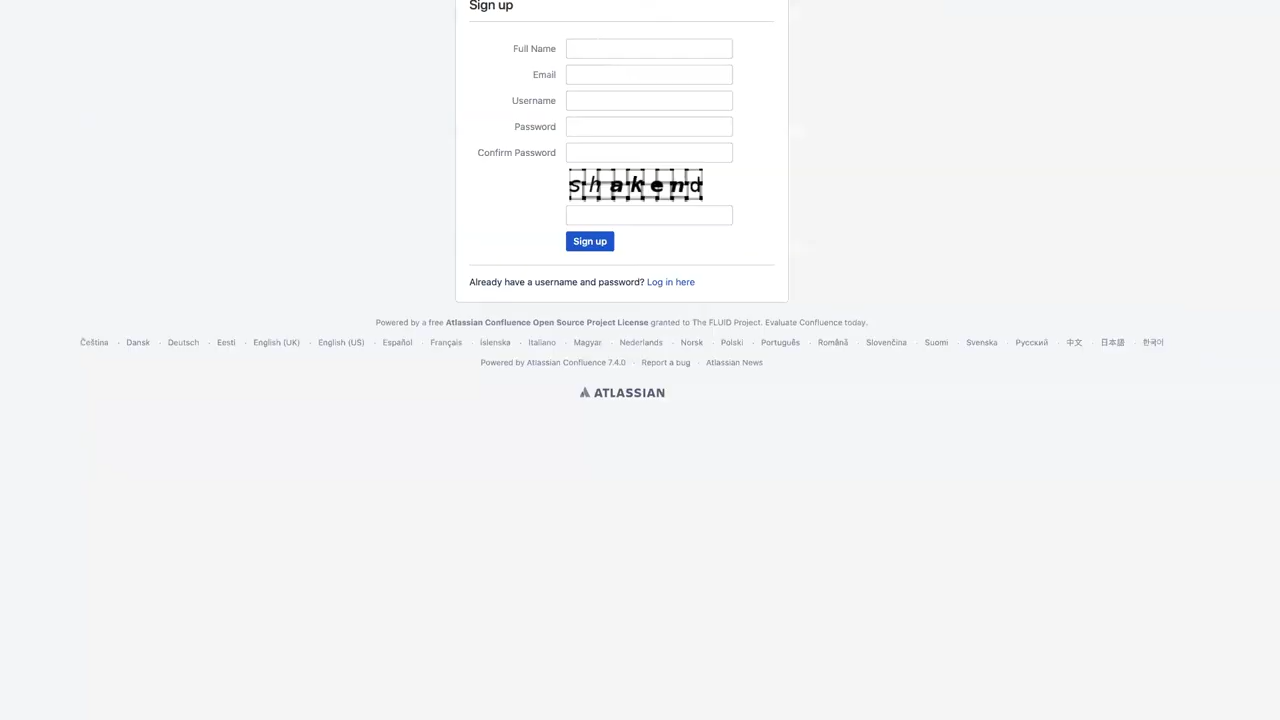 Sign up
Full Name
Email
Username
Password
Confirm Password
shakend
Sign up
Already have a username and password? Log in here
Powered by a free Atlassian Confluence Open Source Project License granted to The FLUID Project. Evaluate Confluence today.
Čeština · Dansk · Deutsch · Eesti · English (UK) · English (US) · Español · Français · Íslenska · Italiano · Magyar · Nederlands · Norsk · Polski · Português · Română · Slovenčina · Suomi · Svenska · Русский · 中文 · 日本語 · 한국어
Powered by Atlassian Confluence 7.4.0 · Report a bug · Atlassian News
ATLASSIAN